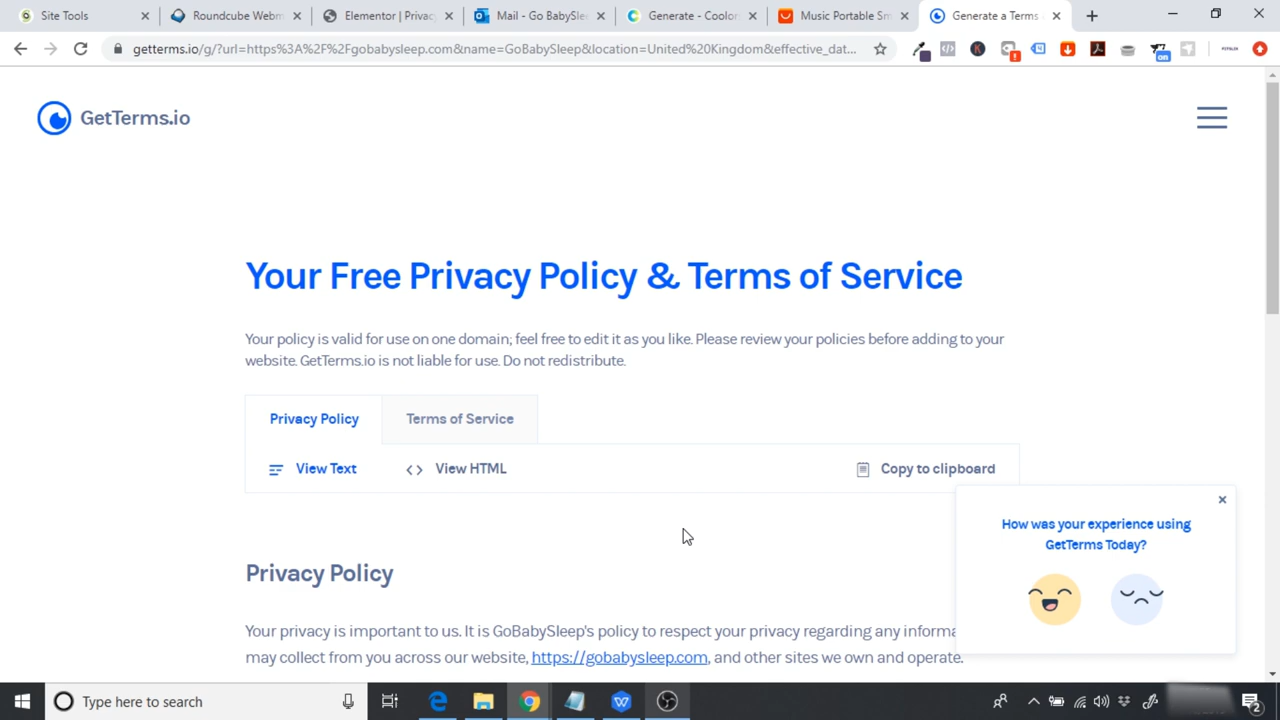 Site Tools
Roundcube Webm
Elementor | Privac
Mail - Go BabySle
Generate - Coolor
Music Portable Sm
Generate a Terms
getterms.io/g/?url=https%3A%2F%2Fgobabysleep.com&name=GoBabySleep&location=United%20Kingdom&effective_dat...
on
GetTerms.io
Your Free Privacy Policy & Terms of Service
Your policy is valid for use on one domain; feel free to edit it as you like. Please review your policies before adding to your
website. GetTerms.io is not liable for use. Do not redistribute.
Privacy Policy
Terms of Service
View Text
View HTML
Copy to clipboard
How was your experience using
GetTerms Today?
Privacy Policy
Your privacy is important to us. It is GoBabySleep's policy to respect your privacy regarding any informa
may collect from you across our website, https://gobabysleep.com, and other sites we own and operate.
Type here to search
2